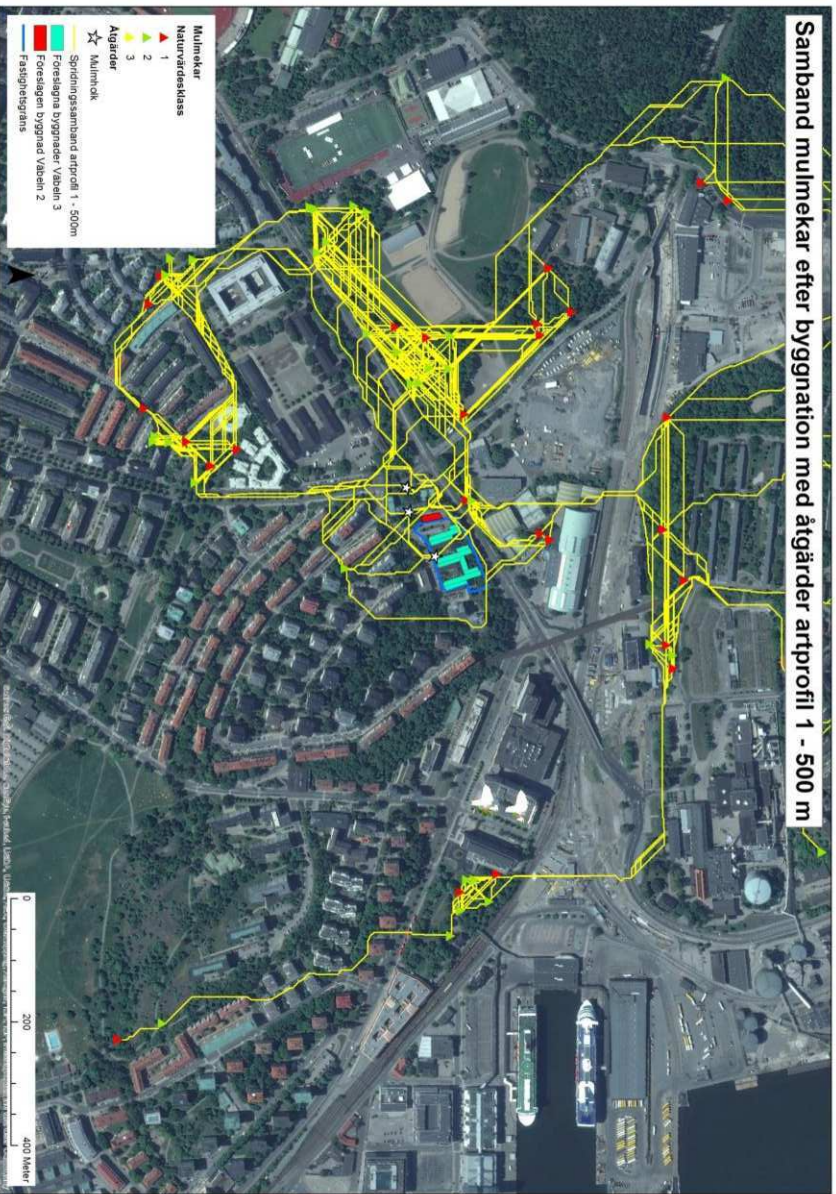 Samband mulmekar efter byggnation med åtgärder artprofil 1 - 500 m
Mulmekar
Naturvärdesklass
1
2
3
Åtgärder
Mulmholk
Spridningssamband artprofil 1 - 500m
Föreslagna byggnader Väbeln 3
Föreslagen byggnad Väbeln 2
Fastighetsgräns
0 200 400 Meter